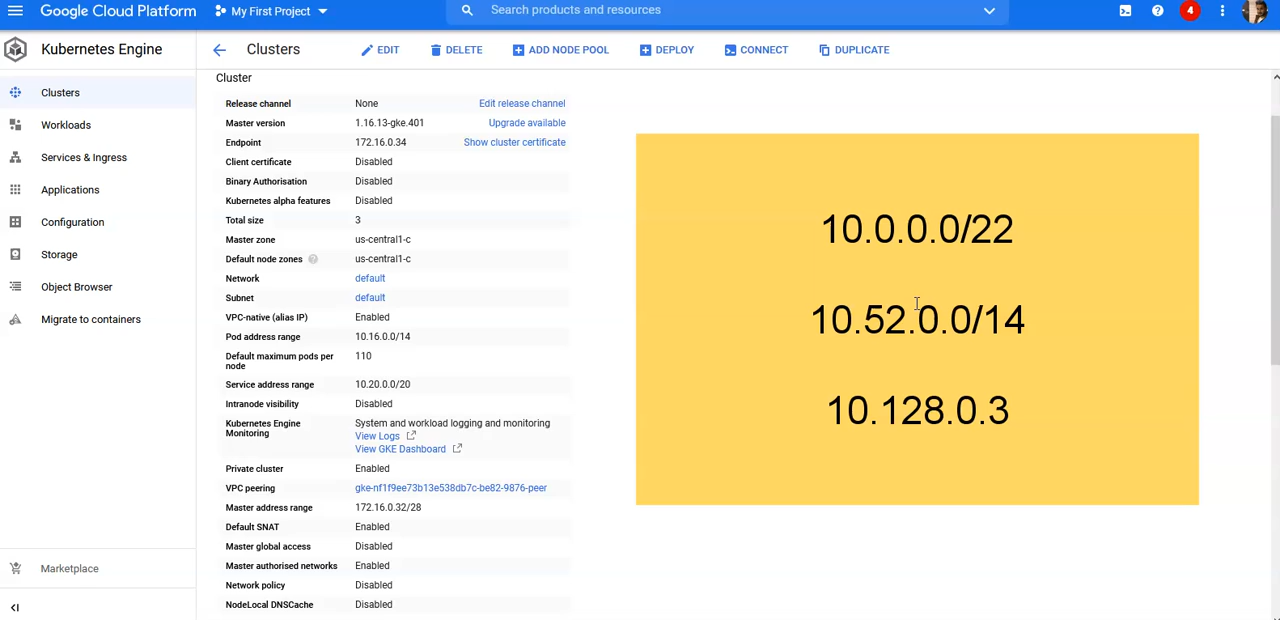 Google Cloud Platform
My First Project
Search products and resources
4
Kubernetes Engine
Clusters
EDIT
DELETE
ADD NODE POOL
DEPLOY
CONNECT
DUPLICATE
Clusters
Workloads
Services & Ingress
Applications
Configuration
Storage
Object Browser
Migrate to containers
Marketplace
Cluster
Release channel None Edit release channel
Master version 1.16.13-gke.401 Upgrade available
Endpoint 172.16.0.34 Show cluster certificate
Client certificate Disabled
Binary Authorisation Disabled
Kubernetes alpha features Disabled
Total size 3
Master zone us-central1-c
Default node zones us-central1-c
Network default
Subnet default
VPC-native (alias IP) Enabled
Pod address range 10.16.0.0/14
Default maximum pods per 110
node
Service address range 10.20.0.0/20
Intranode visibility Disabled
Kubernetes Engine System and workload logging and monitoring
Monitoring View Logs
View GKE Dashboard
Private cluster Enabled
VPC peering gke-nf1f9ee73b13e538db7c-be82-9876-peer
Master address range 172.16.0.32/28
Default SNAT Enabled
Master global access Disabled
Master authorised networks Enabled
Network policy Disabled
NodeLocal DNSCache Disabled
10.0.0.0/22
10.52.0.0/14
10.128.0.3